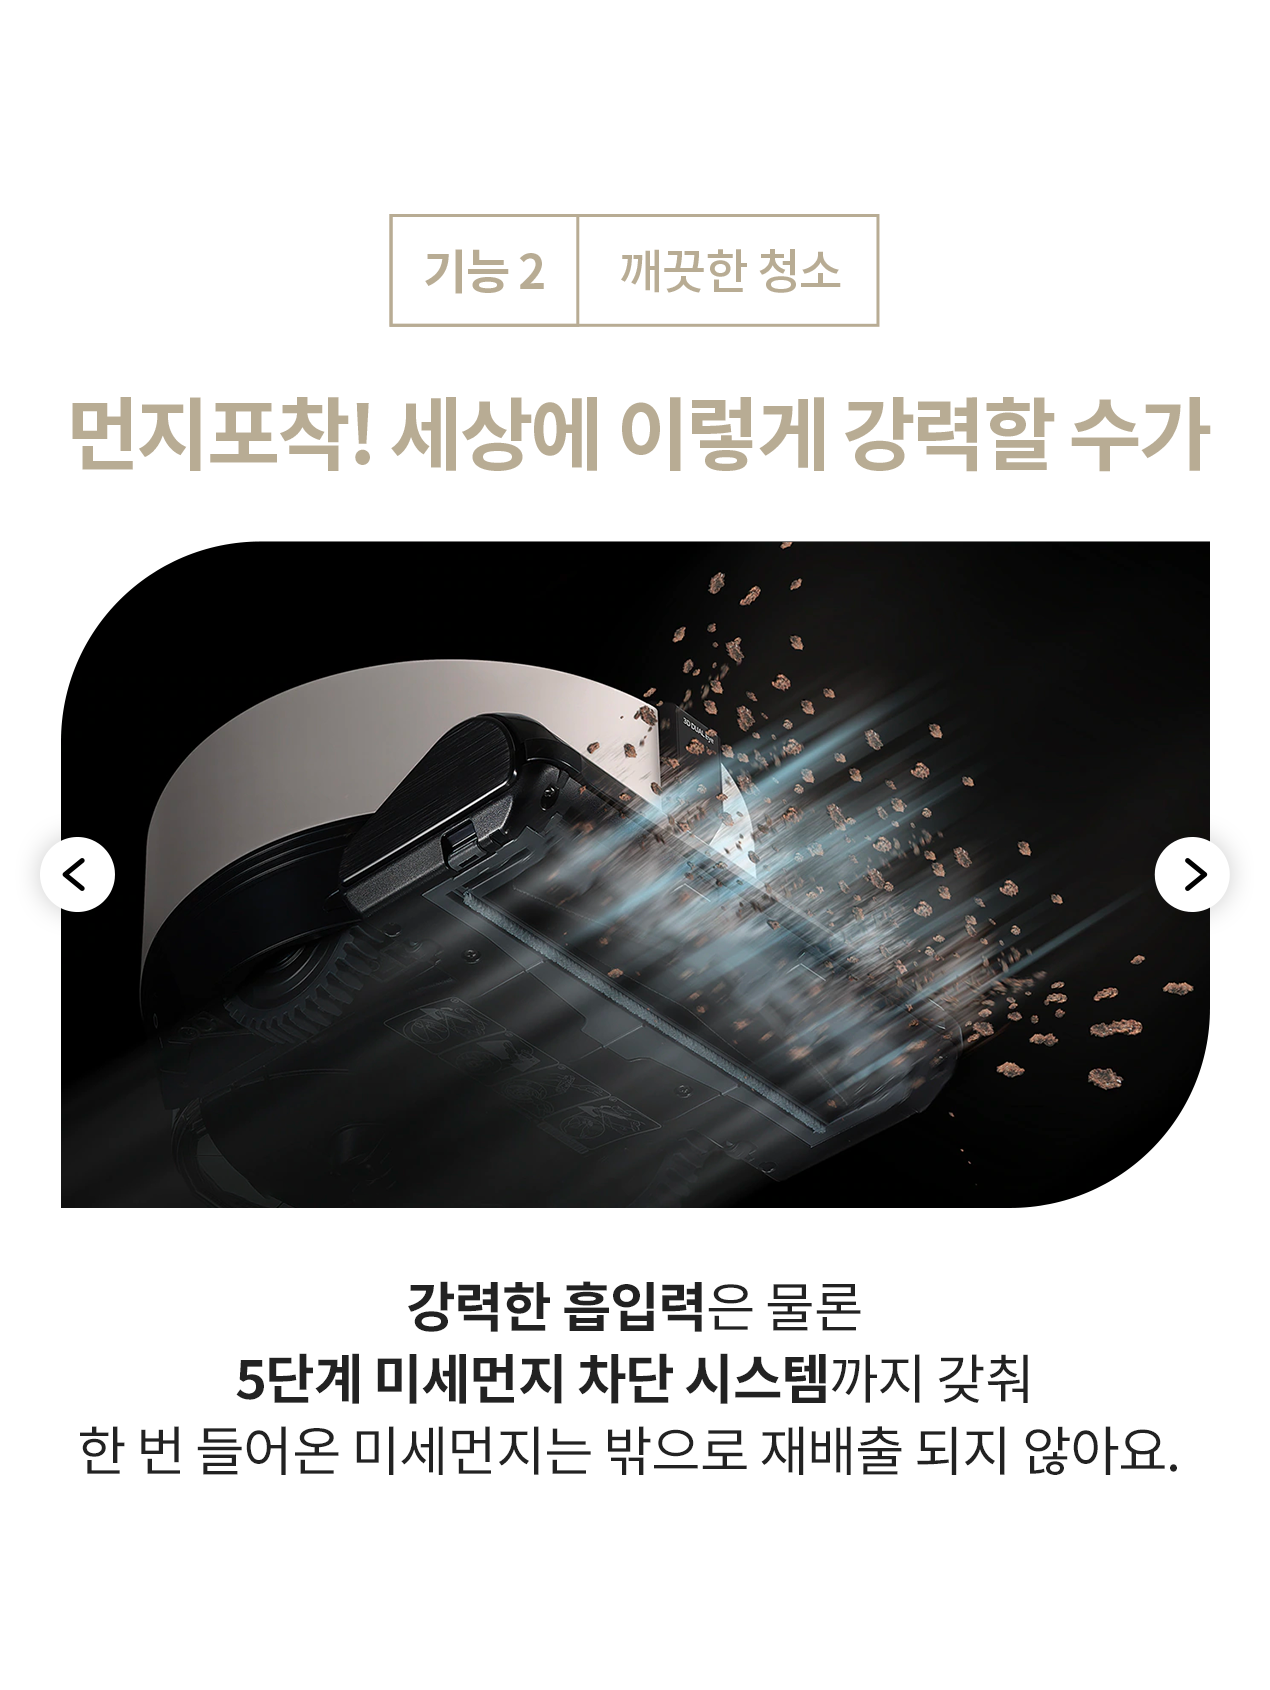 기능 2 깨끗한 청소
먼지포착! 세상에 이렇게 강력할 수가
3D DUAL EYE
강력한 흡입력은 물론
5단계 미세먼지 차단 시스템까지 갖춰
한 번 들어온 미세먼지는 밖으로 재배출 되지 않아요.